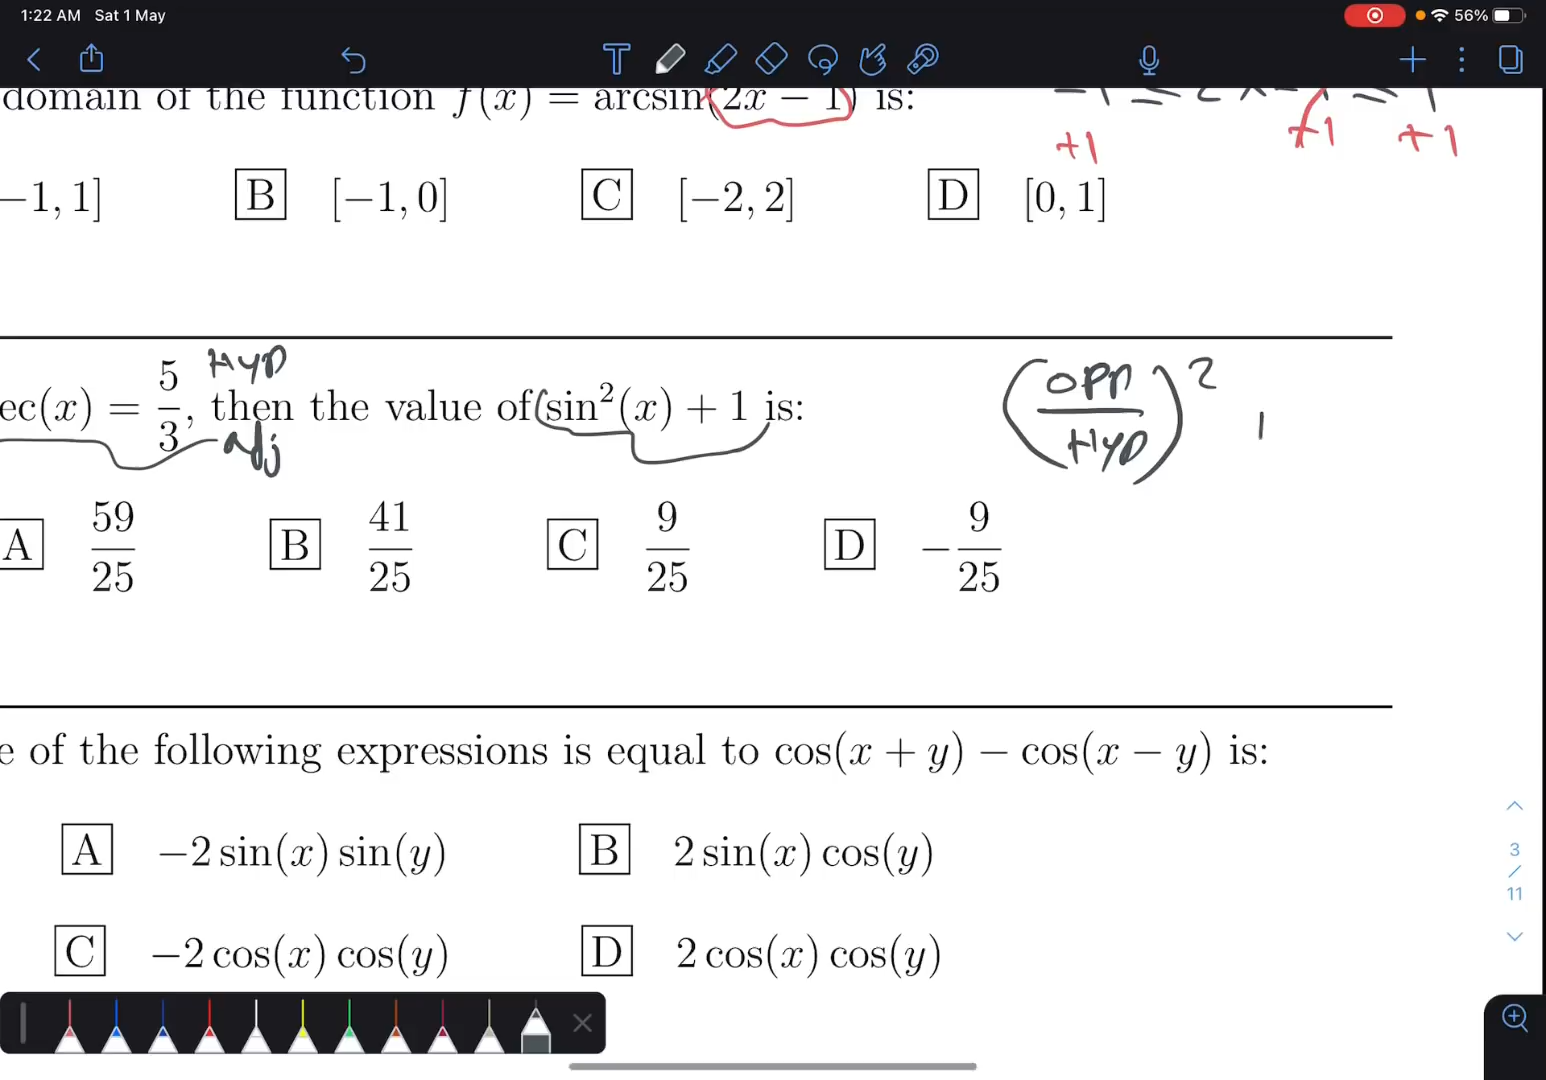 1:22 AM Sat 1 May 56%
domain of the function f(x) = arcsin(2x − 1) is: −1 ≤ 2x − 1 ≤ 1
+1 +1 +1
−1, 1] B [−1, 0] C [−2, 2] D [0, 1]
ec(x) = 5/3, then the value of sin²(x) + 1 is:
Hyp
adj
(opp/Hyp)²
A 59/25 B 41/25 C 9/25 D −9/25
e of the following expressions is equal to cos(x + y) − cos(x − y) is:
A −2 sin(x) sin(y) B 2 sin(x) cos(y)
C −2 cos(x) cos(y) D 2 cos(x) cos(y)
3
/
11